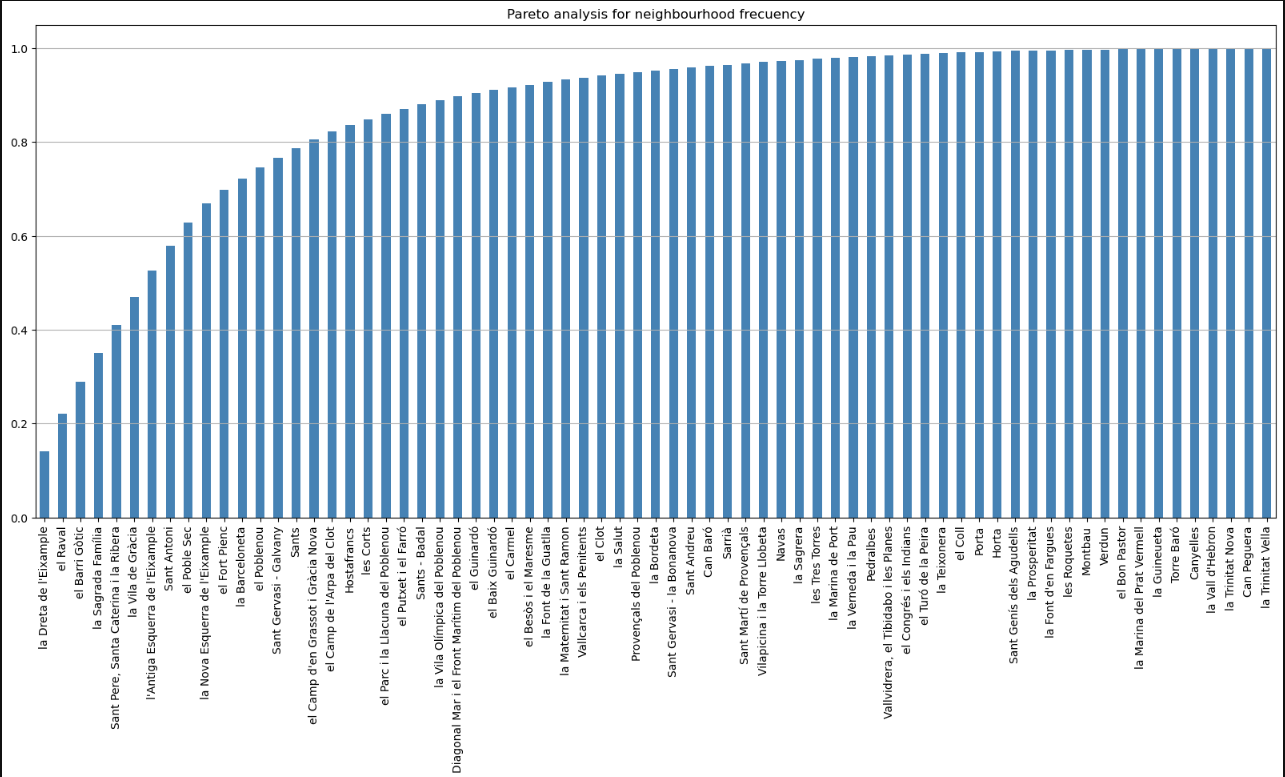 Pareto analysis for neighbourhood frecuency
1.0
0.8
0.6
0.4
0.2
0.0
la Dreta de l'Eixample
el Raval
el Barri Gòtic
la Sagrada Família
Sant Pere, Santa Caterina i la Ribera
la Vila de Gràcia
l'Antiga Esquerra de l'Eixample
Sant Antoni
el Poble Sec
la Nova Esquerra de l'Eixample
el Fort Pienc
la Barceloneta
el Poblenou
Sant Gervasi - Galvany
Sants
el Camp d'en Grassot i Gràcia Nova
el Camp de l'Arpa del Clot
Hostafrancs
les Corts
el Parc i la Llacuna del Poblenou
el Putxet i el Farró
Sants - Badal
la Vila Olímpica del Poblenou
Diagonal Mar i el Front Marítim del Poblenou
el Guinardó
el Baix Guinardó
el Carmel
el Besòs i el Maresme
la Font de la Guatlla
la Maternitat i Sant Ramon
Vallcarca i els Penitents
el Clot
la Salut
Provençals del Poblenou
la Bordeta
Sant Gervasi - la Bonanova
Sant Andreu
Can Baró
Sarrià
Sant Martí de Provençals
Vilapicina i la Torre Llobeta
Navas
la Sagrera
les Tres Torres
la Marina de Port
la Verneda i la Pau
Pedralbes
Vallvidrera, el Tibidabo i les Planes
el Congrés i els Indians
el Turó de la Peira
la Teixonera
el Coll
Porta
Horta
Sant Genís dels Agudells
la Prosperitat
la Font d'en Fargues
les Roquetes
Montbau
Verdun
el Bon Pastor
la Marina del Prat Vermell
la Guineueta
Torre Baró
Canyelles
la Vall d'Hebron
la Trinitat Nova
Can Peguera
la Trinitat Vella